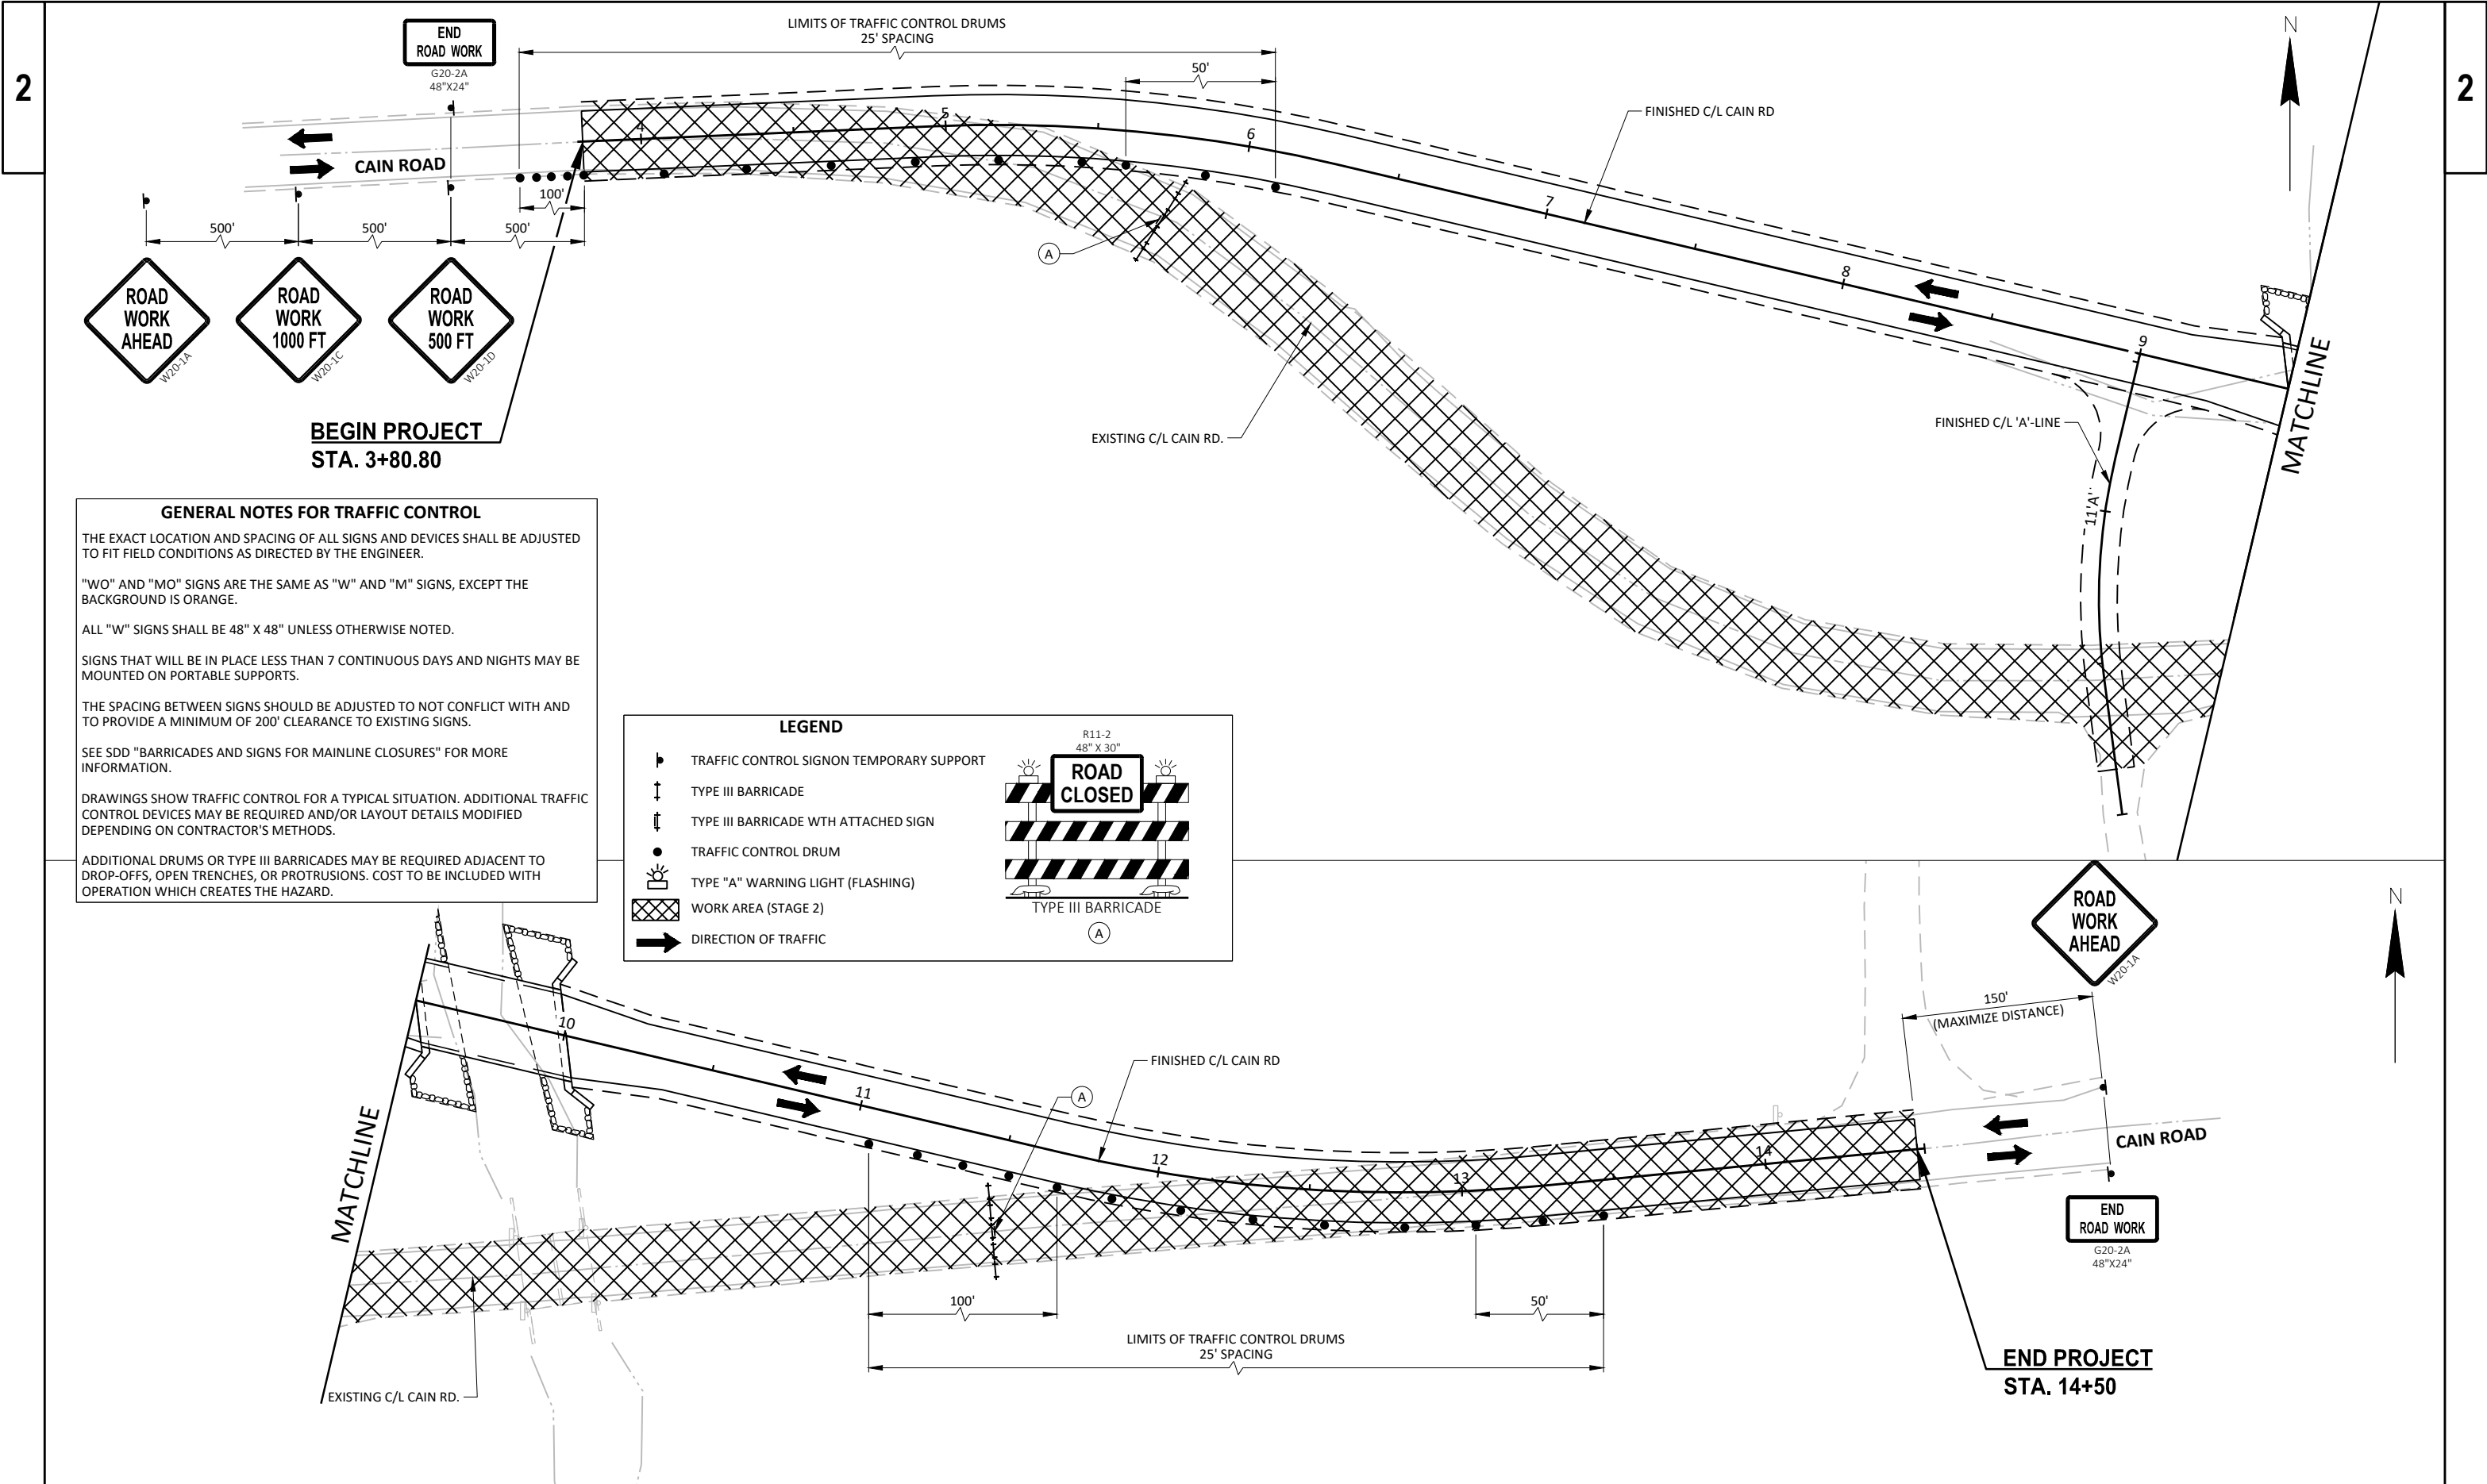 2
2
END
ROAD WORK
G20-2A
48"X24"
LIMITS OF TRAFFIC CONTROL DRUMS
25' SPACING
50'
N
FINISHED C/L CAIN RD
4
5
6
7
8
9
CAIN ROAD
100'
500'
500'
500'
A
ROAD
WORK
AHEAD
W20-1A
ROAD
WORK
1000 FT
W20-1C
ROAD
WORK
500 FT
W20-1D
BEGIN PROJECT
STA. 3+80.80
EXISTING C/L CAIN RD.
FINISHED C/L 'A'-LINE
11'A'
MATCHLINE
GENERAL NOTES FOR TRAFFIC CONTROL
THE EXACT LOCATION AND SPACING OF ALL SIGNS AND DEVICES SHALL BE ADJUSTED
TO FIT FIELD CONDITIONS AS DIRECTED BY THE ENGINEER.
"WO" AND "MO" SIGNS ARE THE SAME AS "W" AND "M" SIGNS, EXCEPT THE
BACKGROUND IS ORANGE.
ALL "W" SIGNS SHALL BE 48" X 48" UNLESS OTHERWISE NOTED.
SIGNS THAT WILL BE IN PLACE LESS THAN 7 CONTINUOUS DAYS AND NIGHTS MAY BE
MOUNTED ON PORTABLE SUPPORTS.
THE SPACING BETWEEN SIGNS SHOULD BE ADJUSTED TO NOT CONFLICT WITH AND
TO PROVIDE A MINIMUM OF 200' CLEARANCE TO EXISTING SIGNS.
SEE SDD "BARRICADES AND SIGNS FOR MAINLINE CLOSURES" FOR MORE
INFORMATION.
DRAWINGS SHOW TRAFFIC CONTROL FOR A TYPICAL SITUATION. ADDITIONAL TRAFFIC
CONTROL DEVICES MAY BE REQUIRED AND/OR LAYOUT DETAILS MODIFIED
DEPENDING ON CONTRACTOR'S METHODS.
ADDITIONAL DRUMS OR TYPE III BARRICADES MAY BE REQUIRED ADJACENT TO
DROP-OFFS, OPEN TRENCHES, OR PROTRUSIONS. COST TO BE INCLUDED WITH
OPERATION WHICH CREATES THE HAZARD.
LEGEND
TRAFFIC CONTROL SIGNON TEMPORARY SUPPORT
TYPE III BARRICADE
TYPE III BARRICADE WTH ATTACHED SIGN
TRAFFIC CONTROL DRUM
TYPE "A" WARNING LIGHT (FLASHING)
WORK AREA (STAGE 2)
DIRECTION OF TRAFFIC
R11-2
48" X 30"
ROAD
CLOSED
TYPE III BARRICADE
A
ROAD
WORK
AHEAD
W20-1A
N
150'
(MAXIMIZE DISTANCE)
10
11
12
13
14
FINISHED C/L CAIN RD
A
CAIN ROAD
MATCHLINE
END
ROAD WORK
G20-2A
48"X24"
100'
50'
LIMITS OF TRAFFIC CONTROL DRUMS
25' SPACING
EXISTING C/L CAIN RD.
END PROJECT
STA. 14+50